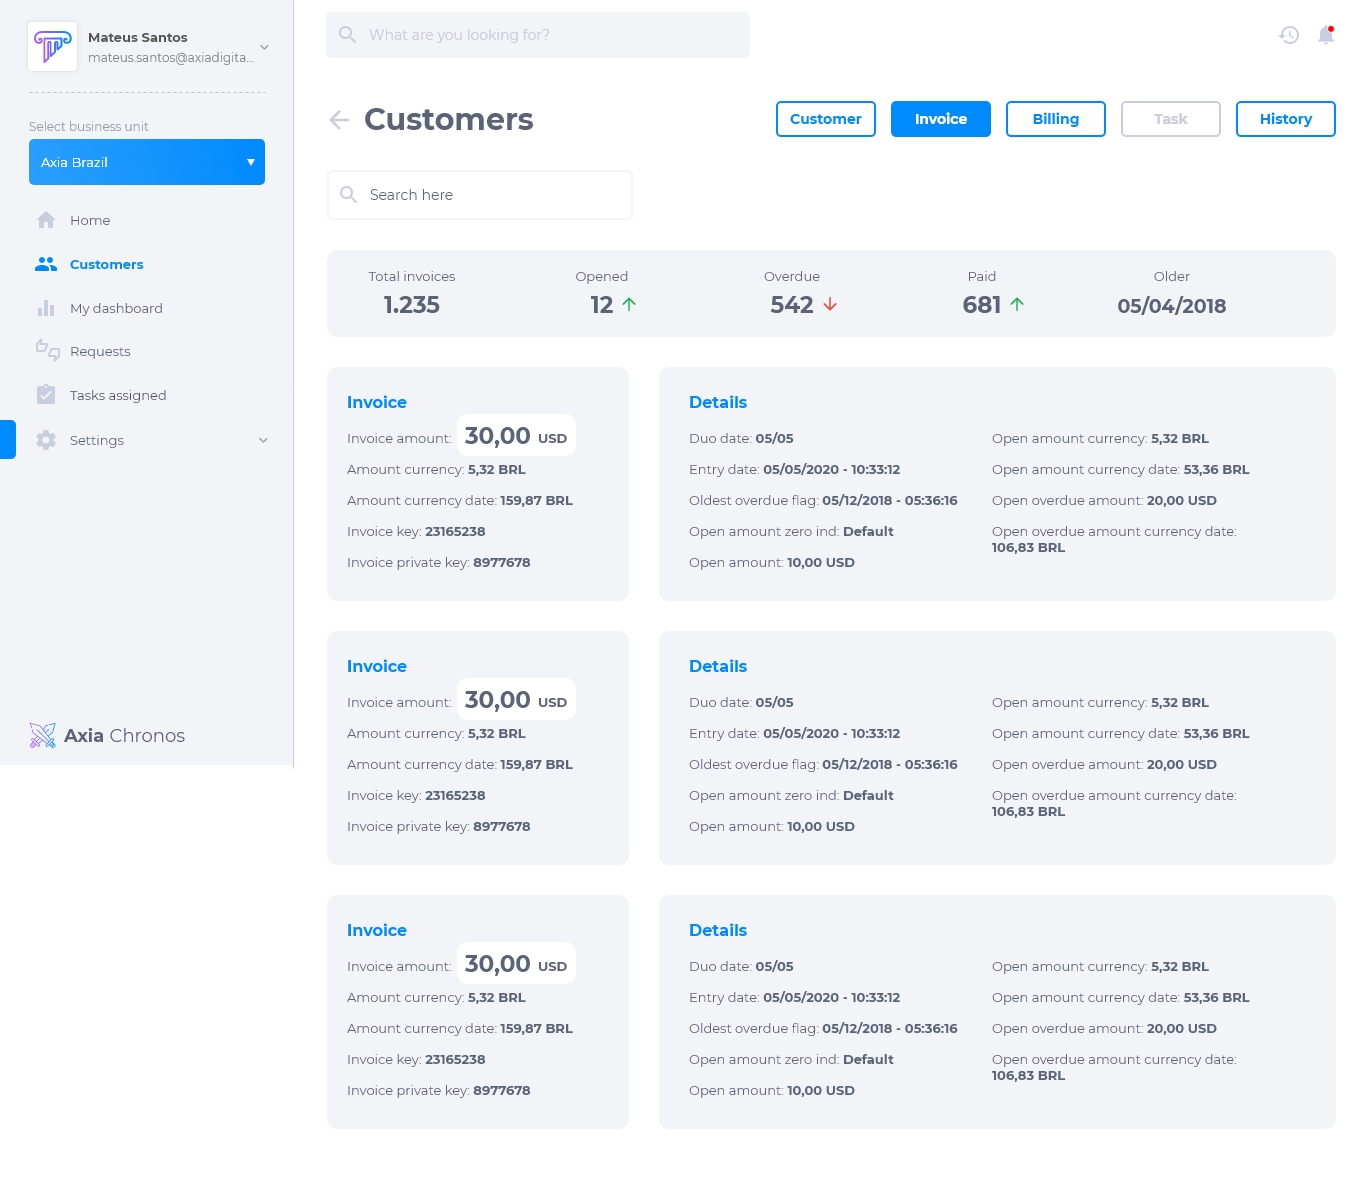 Mateus Santos
mateus.santos@axiadigita...
Select business unit
Axia Brazil
Home
Customers
My dashboard
Requests
Tasks assigned
Settings
Axia Chronos
What are you looking for?
Customers
Customer Invoice Billing Task History
Search here
Total invoices Opened Overdue Paid Older
1.235 12 542 681 05/04/2018
Invoice
Invoice amount: 30,00 USD
Amount currency: 5,32 BRL
Amount currency date: 159,87 BRL
Invoice key: 23165238
Invoice private key: 8977678
Details
Duo date: 05/05
Entry date: 05/05/2020 - 10:33:12
Oldest overdue flag: 05/12/2018 - 05:36:16
Open amount zero ind: Default
Open amount: 10,00 USD
Open amount currency: 5,32 BRL
Open amount currency date: 53,36 BRL
Open overdue amount: 20,00 USD
Open overdue amount currency date:
106,83 BRL
Invoice
Invoice amount: 30,00 USD
Amount currency: 5,32 BRL
Amount currency date: 159,87 BRL
Invoice key: 23165238
Invoice private key: 8977678
Details
Duo date: 05/05
Entry date: 05/05/2020 - 10:33:12
Oldest overdue flag: 05/12/2018 - 05:36:16
Open amount zero ind: Default
Open amount: 10,00 USD
Open amount currency: 5,32 BRL
Open amount currency date: 53,36 BRL
Open overdue amount: 20,00 USD
Open overdue amount currency date:
106,83 BRL
Invoice
Invoice amount: 30,00 USD
Amount currency: 5,32 BRL
Amount currency date: 159,87 BRL
Invoice key: 23165238
Invoice private key: 8977678
Details
Duo date: 05/05
Entry date: 05/05/2020 - 10:33:12
Oldest overdue flag: 05/12/2018 - 05:36:16
Open amount zero ind: Default
Open amount: 10,00 USD
Open amount currency: 5,32 BRL
Open amount currency date: 53,36 BRL
Open overdue amount: 20,00 USD
Open overdue amount currency date:
106,83 BRL